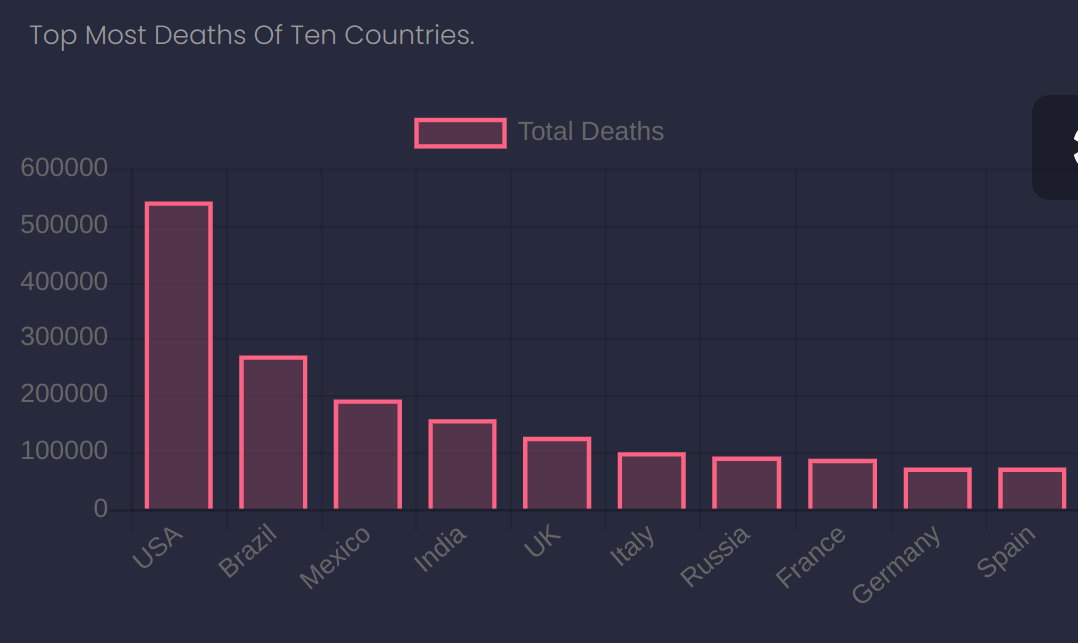 Top Most Deaths Of Ten Countries.
Total Deaths
600000
500000
400000
300000
200000
100000
0
USA
Brazil
Mexico
India
UK
Italy
Russia
France
Germany
Spain